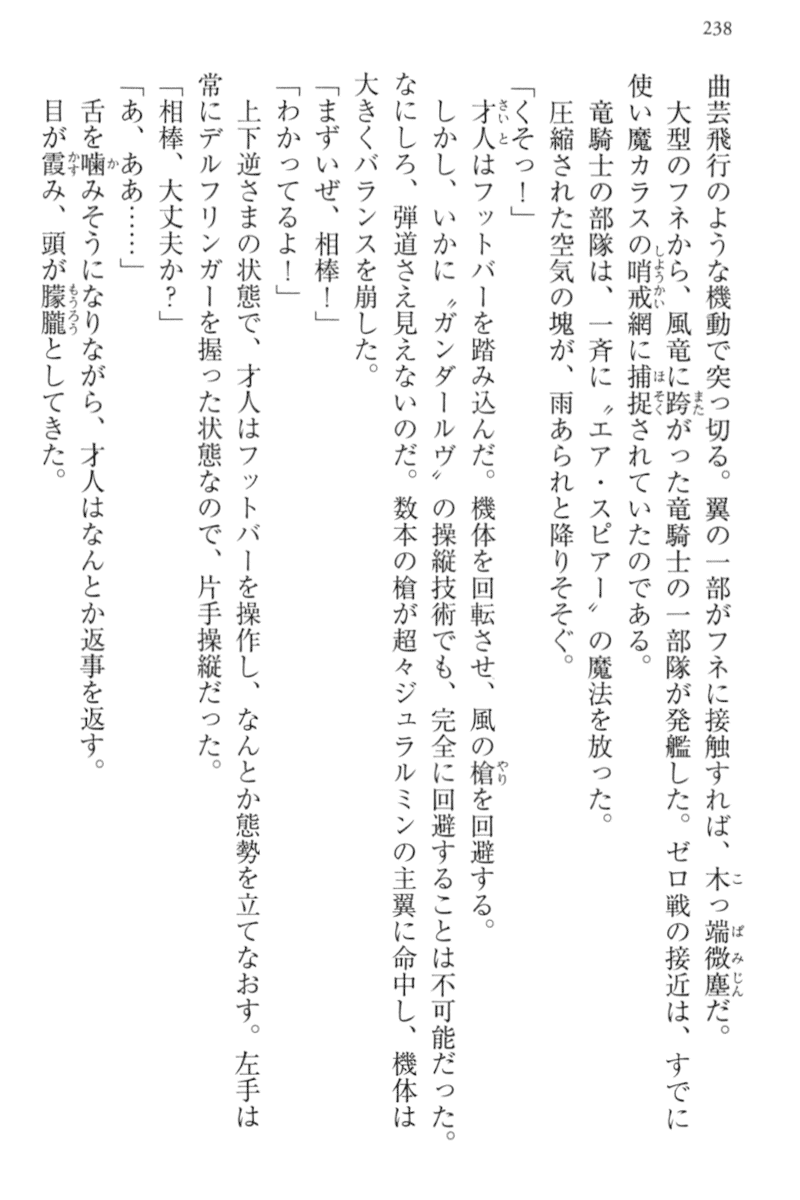 238
曲芸飛行のような機動で突っ切る。翼の一部がフネに接触すれば、木っ端微塵だ。
大型のフネから、風竜に跨がった竜騎士の一部隊が発艦した。ゼロ戦の接近は、すでに
使い魔カラスの哨戒網に捕捉されていたのである。
竜騎士の部隊は、一斉に〝エア・スピアー〟の魔法を放った。
圧縮された空気の塊が、雨あられと降りそそぐ。
「くそっ！」
才人はフットバーを踏み込んだ。機体を回転させ、風の槍を回避する。
しかし、いかに〝ガンダールヴ〟の操縦技術でも、完全に回避することは不可能だった。
なにしろ、弾道さえ見えないのだ。数本の槍が超々ジュラルミンの主翼に命中し、機体は
大きくバランスを崩した。
「まずいぜ、相棒！」
「わかってるよ！」
上下逆さまの状態で、才人はフットバーを操作し、なんとか態勢を立てなおす。左手は
常にデルフリンガーを握った状態なので、片手操縦だった。
「相棒、大丈夫か？」
「あ、ああ……」
舌を噛みそうになりながら、才人はなんとか返事を返す。
目が霞み、頭が朦朧としてきた。